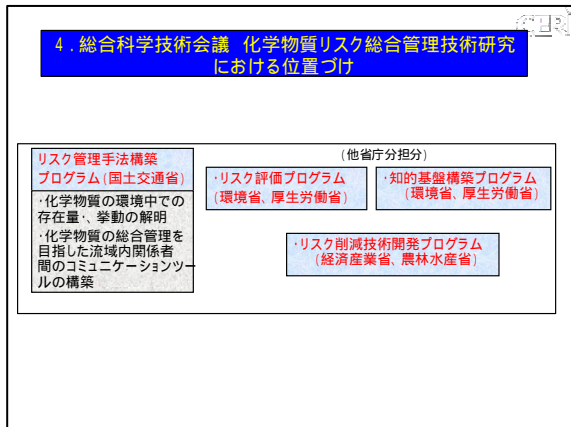 CERI
4.総合科学技術会議 化学物質リスク総合管理技術研究
における位置づけ
(他省庁分担分)
リスク管理手法構築
プログラム(国土交通省)
・化学物質の環境中での
存在量・、挙動の解明
・化学物質の総合管理を
目指した流域内関係者
間のコミュニケーションツー
ルの構築
・リスク評価プログラム
(環境省、厚生労働省)
・知的基盤構築プログラム
(環境省、厚生労働省)
・リスク削減技術開発プログラム
(経済産業省、農林水産省)